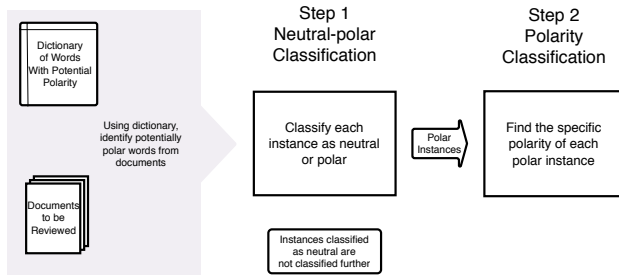 Dictionary
of Words
With Potential
Polarity
Using dictionary,
identify potentially
polar words from
documents
Documents
to be
Reviewed
Step 1
Neutral-polar
Classification
Classify each
instance as neutral
or polar
Instances classified
as neutral are
not classified further
Polar
Instances
Step 2
Polarity
Classification
Find the specific
polarity of each
polar instance